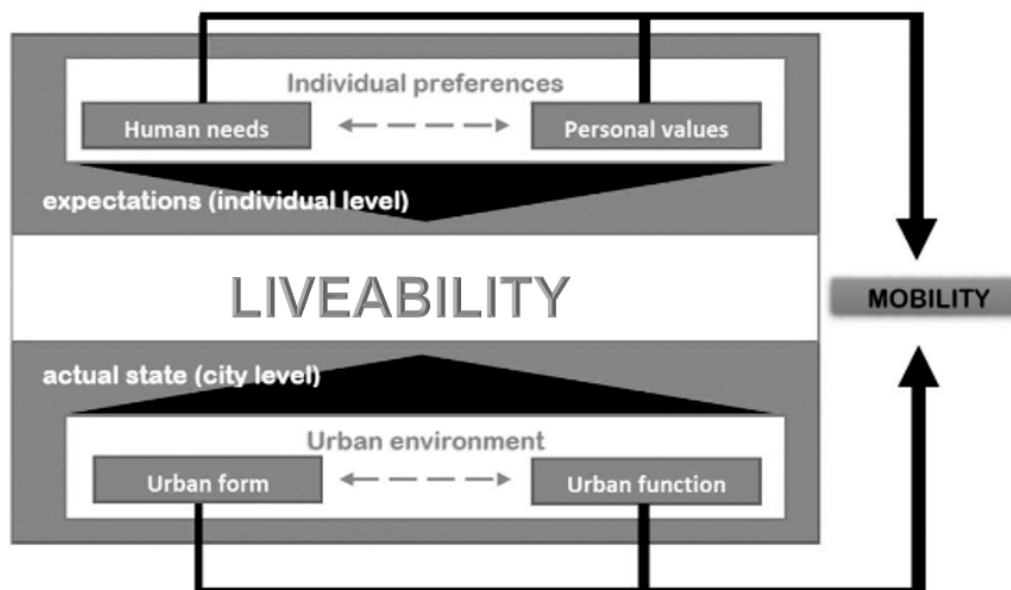 Individual preferences
Human needs
Personal values
expectations (individual level)
LIVEABILITY
MOBILITY
actual state (city level)
Urban environment
Urban form
Urban function